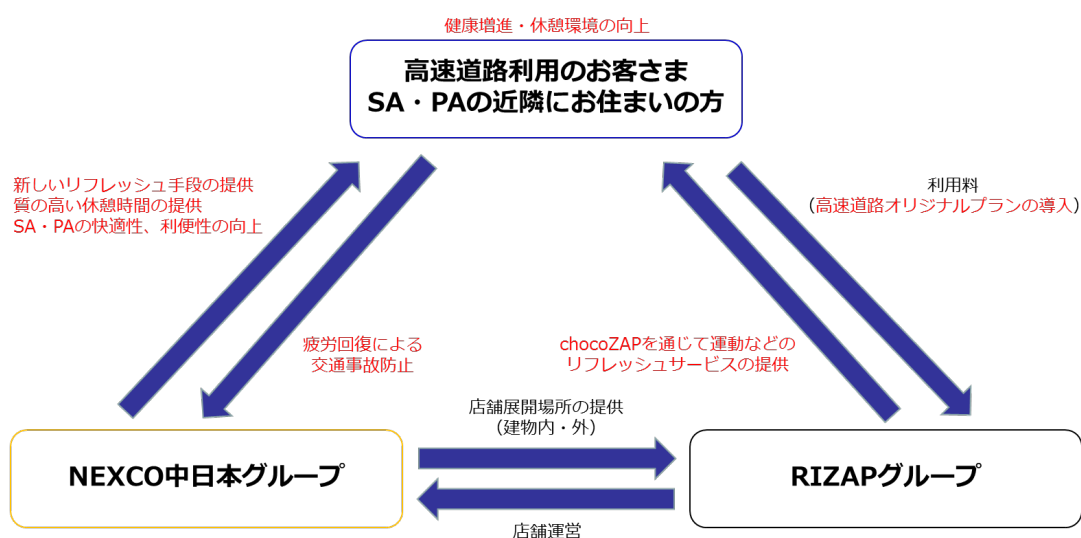 健康増進・休憩環境の向上
高速道路利用のお客さま
SA・PAの近隣にお住まいの方
新しいリフレッシュ手段の提供
質の高い休憩時間の提供
SA・PAの快適性、利便性の向上
利用料
(高速道路オリジナルプランの導入)
疲労回復による
交通事故防止
chocoZAPを通じて運動などの
リフレッシュサービスの提供
店舗展開場所の提供
(建物内・外)
NEXCO中日本グループ
RIZAPグループ
店舗運営